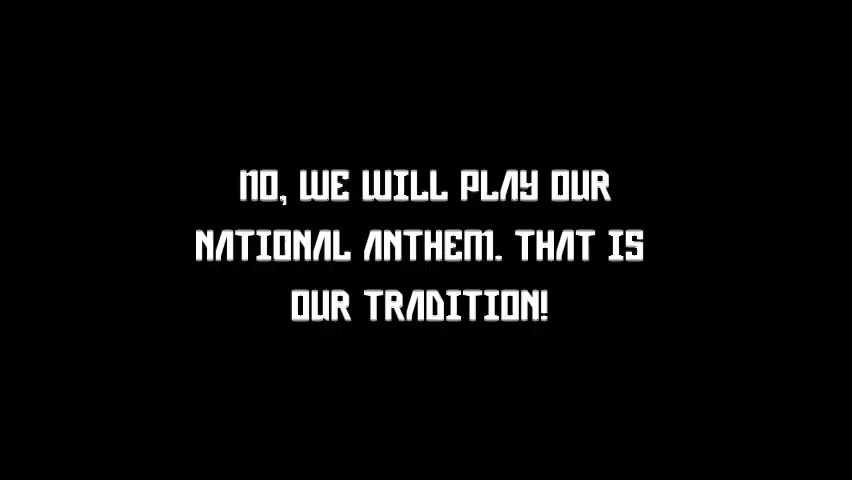 NO, WE WILL PLAY OUR
NATIONAL ANTHEM. THAT IS
OUR TRADITION!